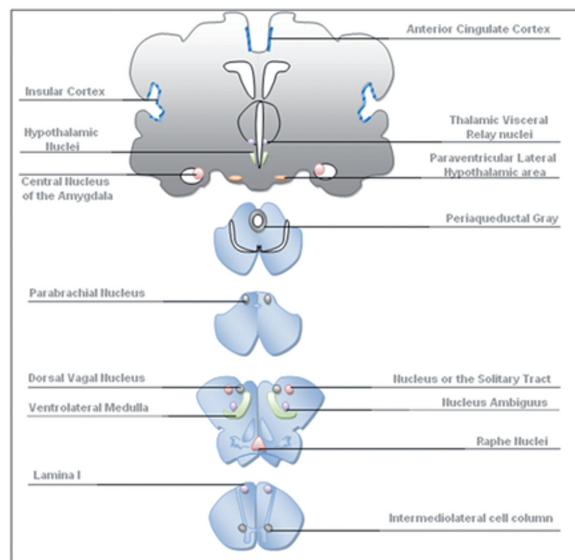 Anterior Cingulate Cortex
Insular Cortex
Thalamic Visceral
Relay nuclei
Hypothalamic
Nuclei
Paraventricular Lateral
Hypothalamic area
Central Nucleus
of the Amygdala
Periaqueductal Gray
Parabrachial Nucleus
Dorsal Vagal Nucleus
Nucleus or the Solitary Tract
Ventrolateral Medulla
Nucleus Ambiguus
Raphe Nuclei
Lamina I
Intermediolateral cell column